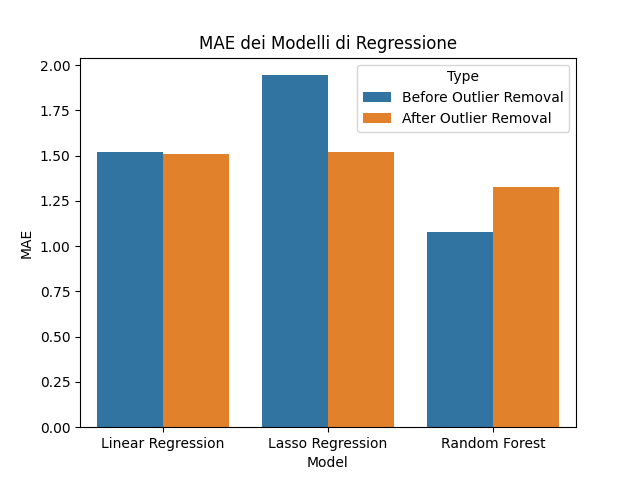 MAE dei Modelli di Regressione
Type
Before Outlier Removal
After Outlier Removal
MAE
2.00
1.75
1.50
1.25
1.00
0.75
0.50
0.25
0.00
Linear Regression
Lasso Regression
Random Forest
Model